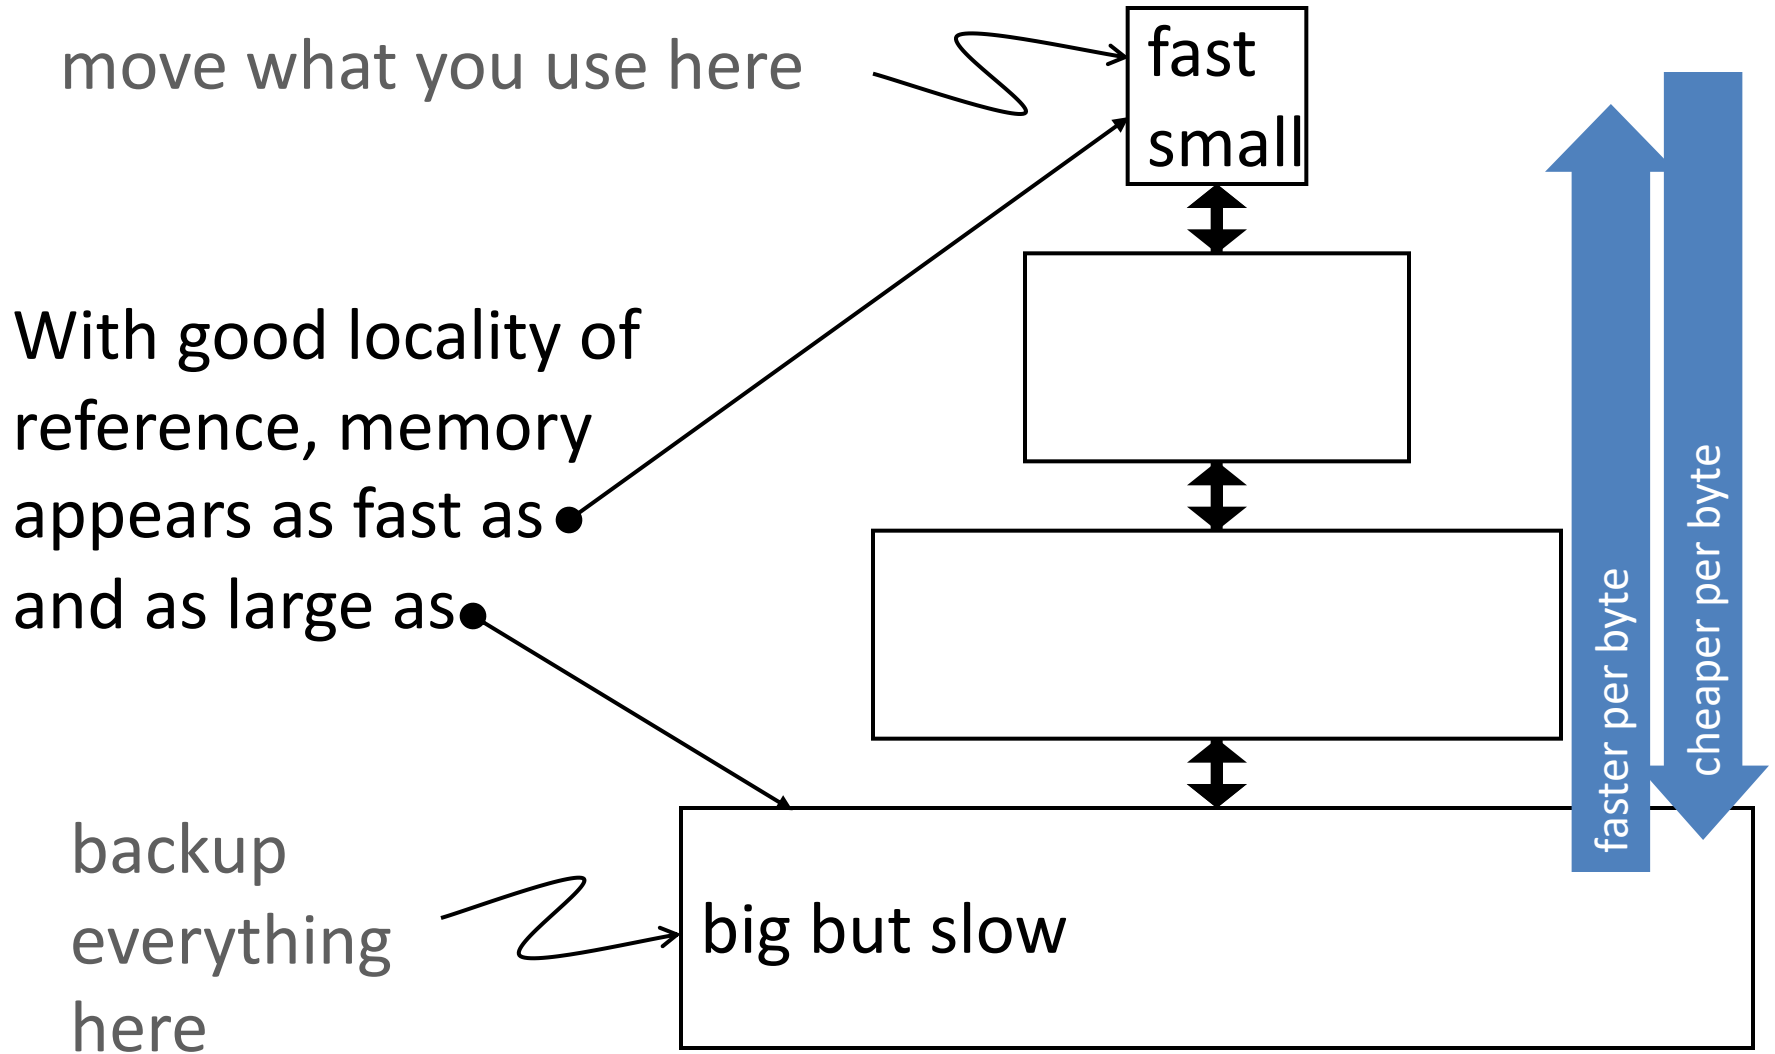 move what you use here
fast
small
With good locality of
reference, memory
appears as fast as
and as large as
faster per byte
cheaper per byte
backup
everything
here
big but slow